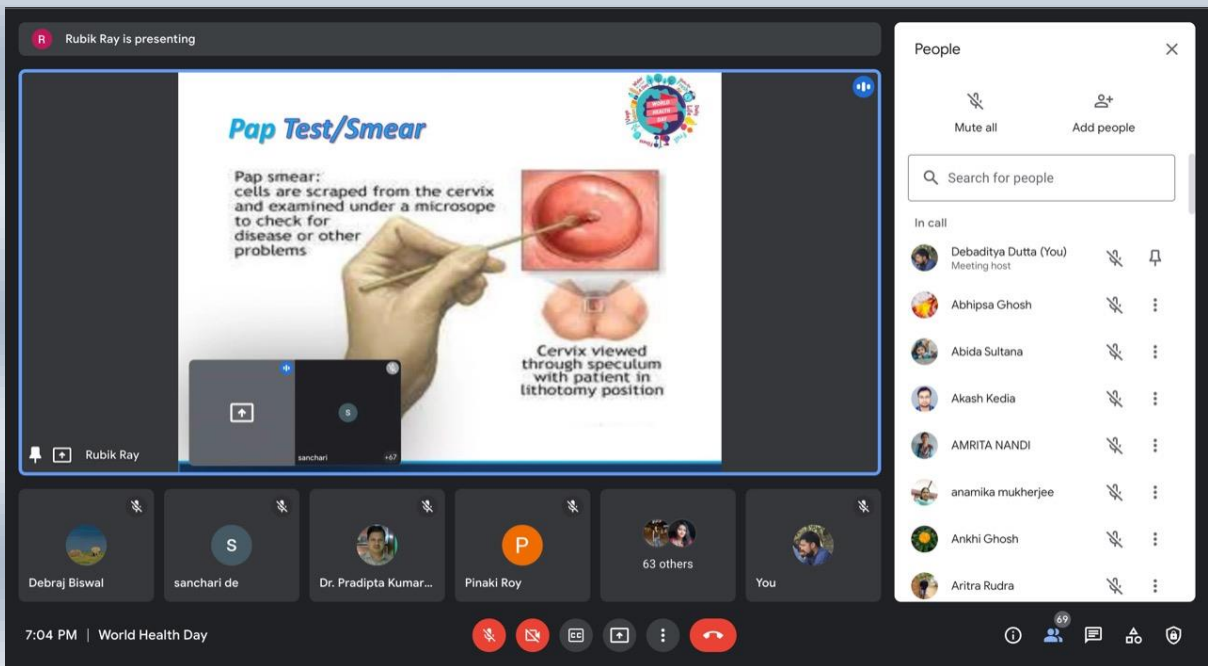 R Rubik Ray is presenting
Pap Test/Smear
WORLD
HEALTH
DAY
Pap smear:
cells are scraped from the cervix
and examined under a microsope
to check for
disease or other
problems
Cervix viewed
through speculum
with patient in
lithotomy position
s
sanchari +67
Rubik Ray
Debraj Biswal
s
sanchari de
Dr. Pradipta Kumar...
P
Pinaki Roy
63 others
You
7:04 PM | World Health Day
CC
69
People
Mute all
Add people
Search for people
In call
Debaditya Dutta (You)
Meeting host
Abhipsa Ghosh
Abida Sultana
Akash Kedia
AMRITA NANDI
anamika mukherjee
Ankhi Ghosh
Aritra Rudra